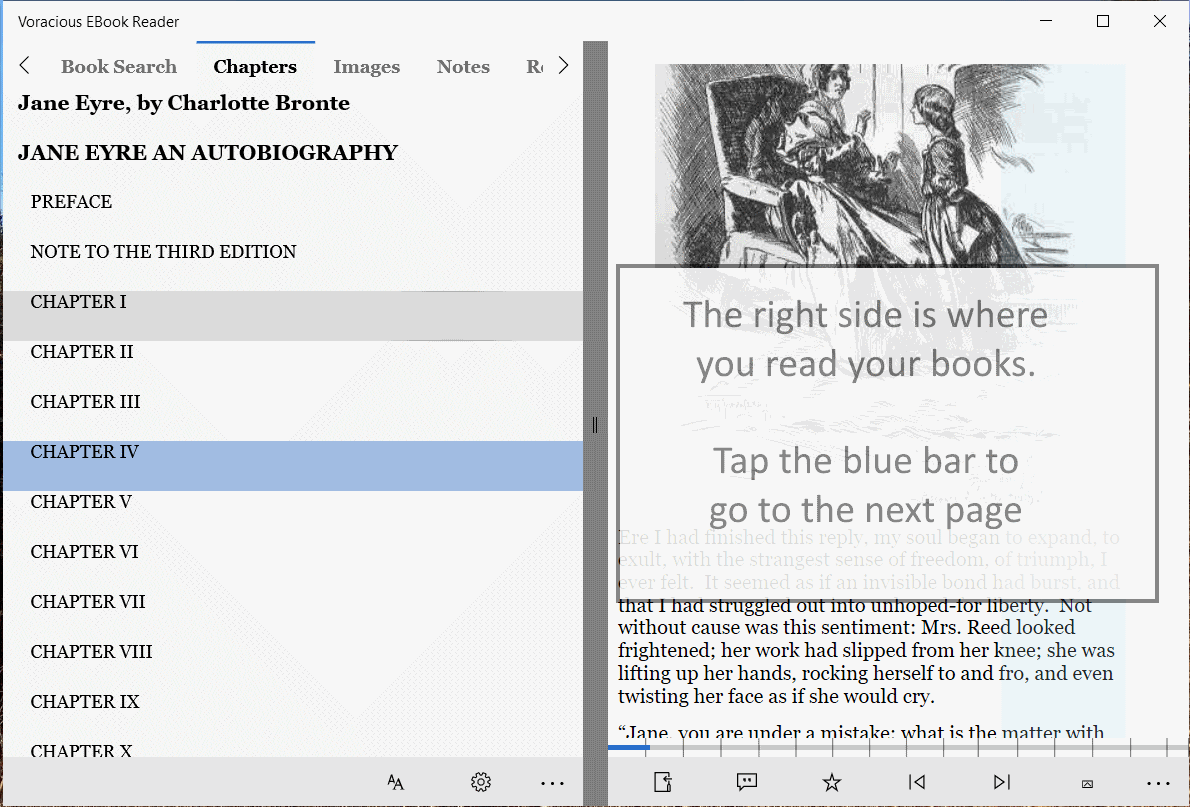 Voracious EBook Reader
Book Search
Chapters
Images
Notes
Jane Eyre, by Charlotte Bronte
JANE EYRE AN AUTOBIOGRAPHY
PREFACE
NOTE TO THE THIRD EDITION
CHAPTER I
CHAPTER II
CHAPTER III
CHAPTER IV
CHAPTER V
CHAPTER VI
CHAPTER VII
CHAPTER VIII
CHAPTER IX
CHAPTER X
AA
The right side is where
you read your books.
Tap the blue bar to
go to the next page
Ere I had finished this reply, my soul began to expand, to
exult, with the strangest sense of freedom, of triumph, I
ever felt. It seemed as if an invisible bond had burst, and
that I had struggled out into unhoped-for liberty. Not
without cause was this sentiment: Mrs. Reed looked
frightened; her work had slipped from her knee; she was
lifting up her hands, rocking herself to and fro, and even
twisting her face as if she would cry.
“Jane, you are under a mistake: what is the matter with